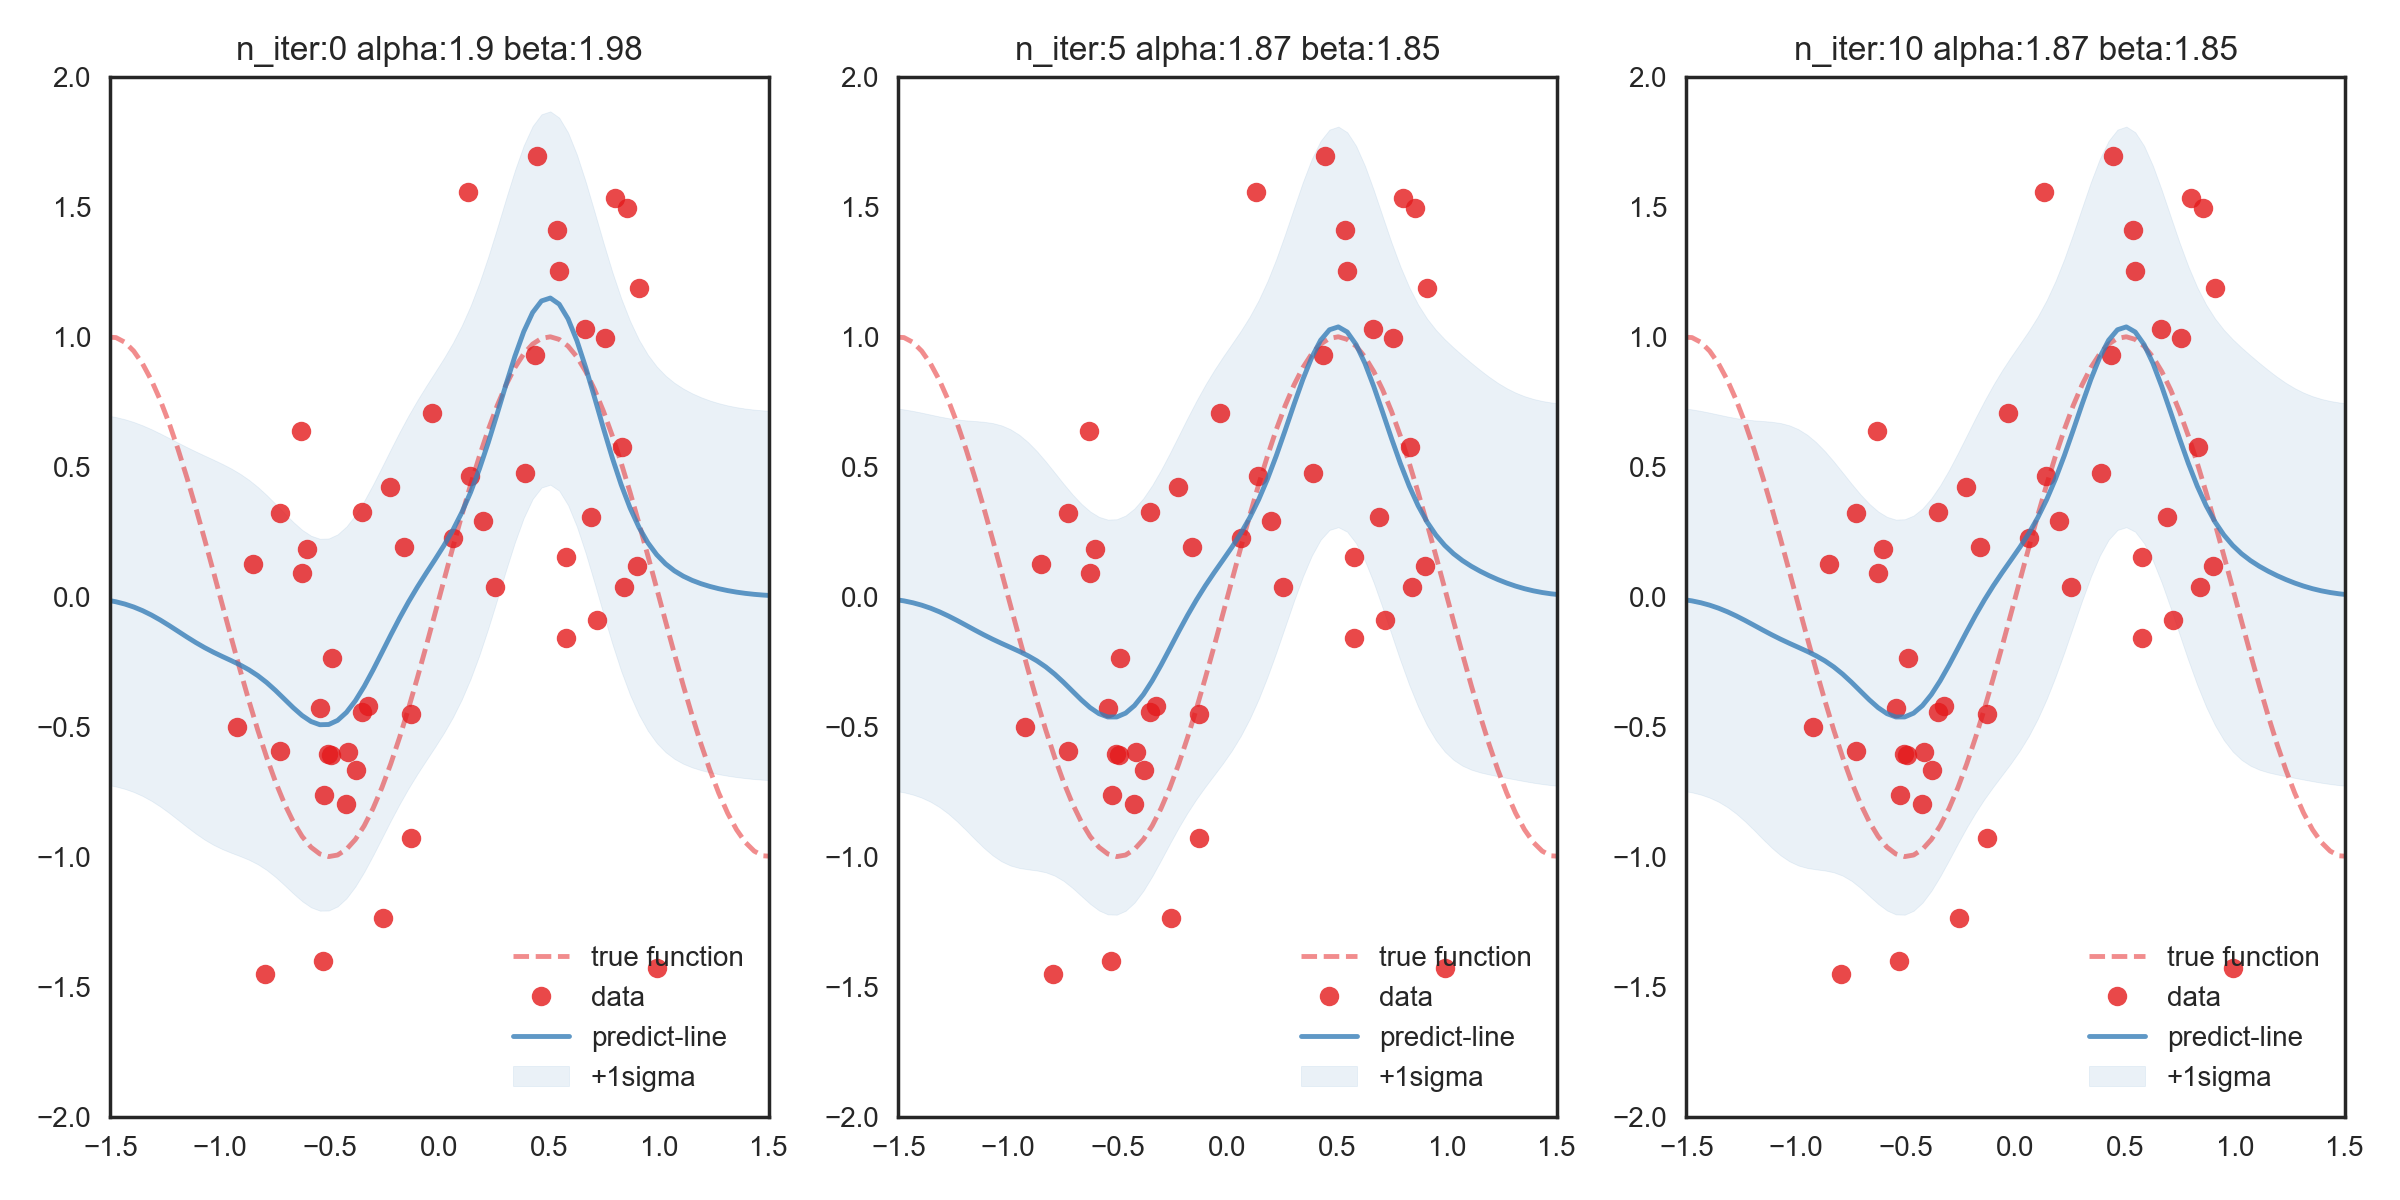 n_iter:0 alpha:1.9 beta:1.98
2.0
1.5
1.0
0.5
0.0
−0.5
−1.0
−1.5
−2.0
−1.5 −1.0 −0.5 0.0 0.5 1.0 1.5
true function
data
predict-line
+1sigma
n_iter:5 alpha:1.87 beta:1.85
2.0
1.5
1.0
0.5
0.0
−0.5
−1.0
−1.5
−2.0
−1.5 −1.0 −0.5 0.0 0.5 1.0 1.5
true function
data
predict-line
+1sigma
n_iter:10 alpha:1.87 beta:1.85
2.0
1.5
1.0
0.5
0.0
−0.5
−1.0
−1.5
−2.0
−1.5 −1.0 −0.5 0.0 0.5 1.0 1.5
true function
data
predict-line
+1sigma